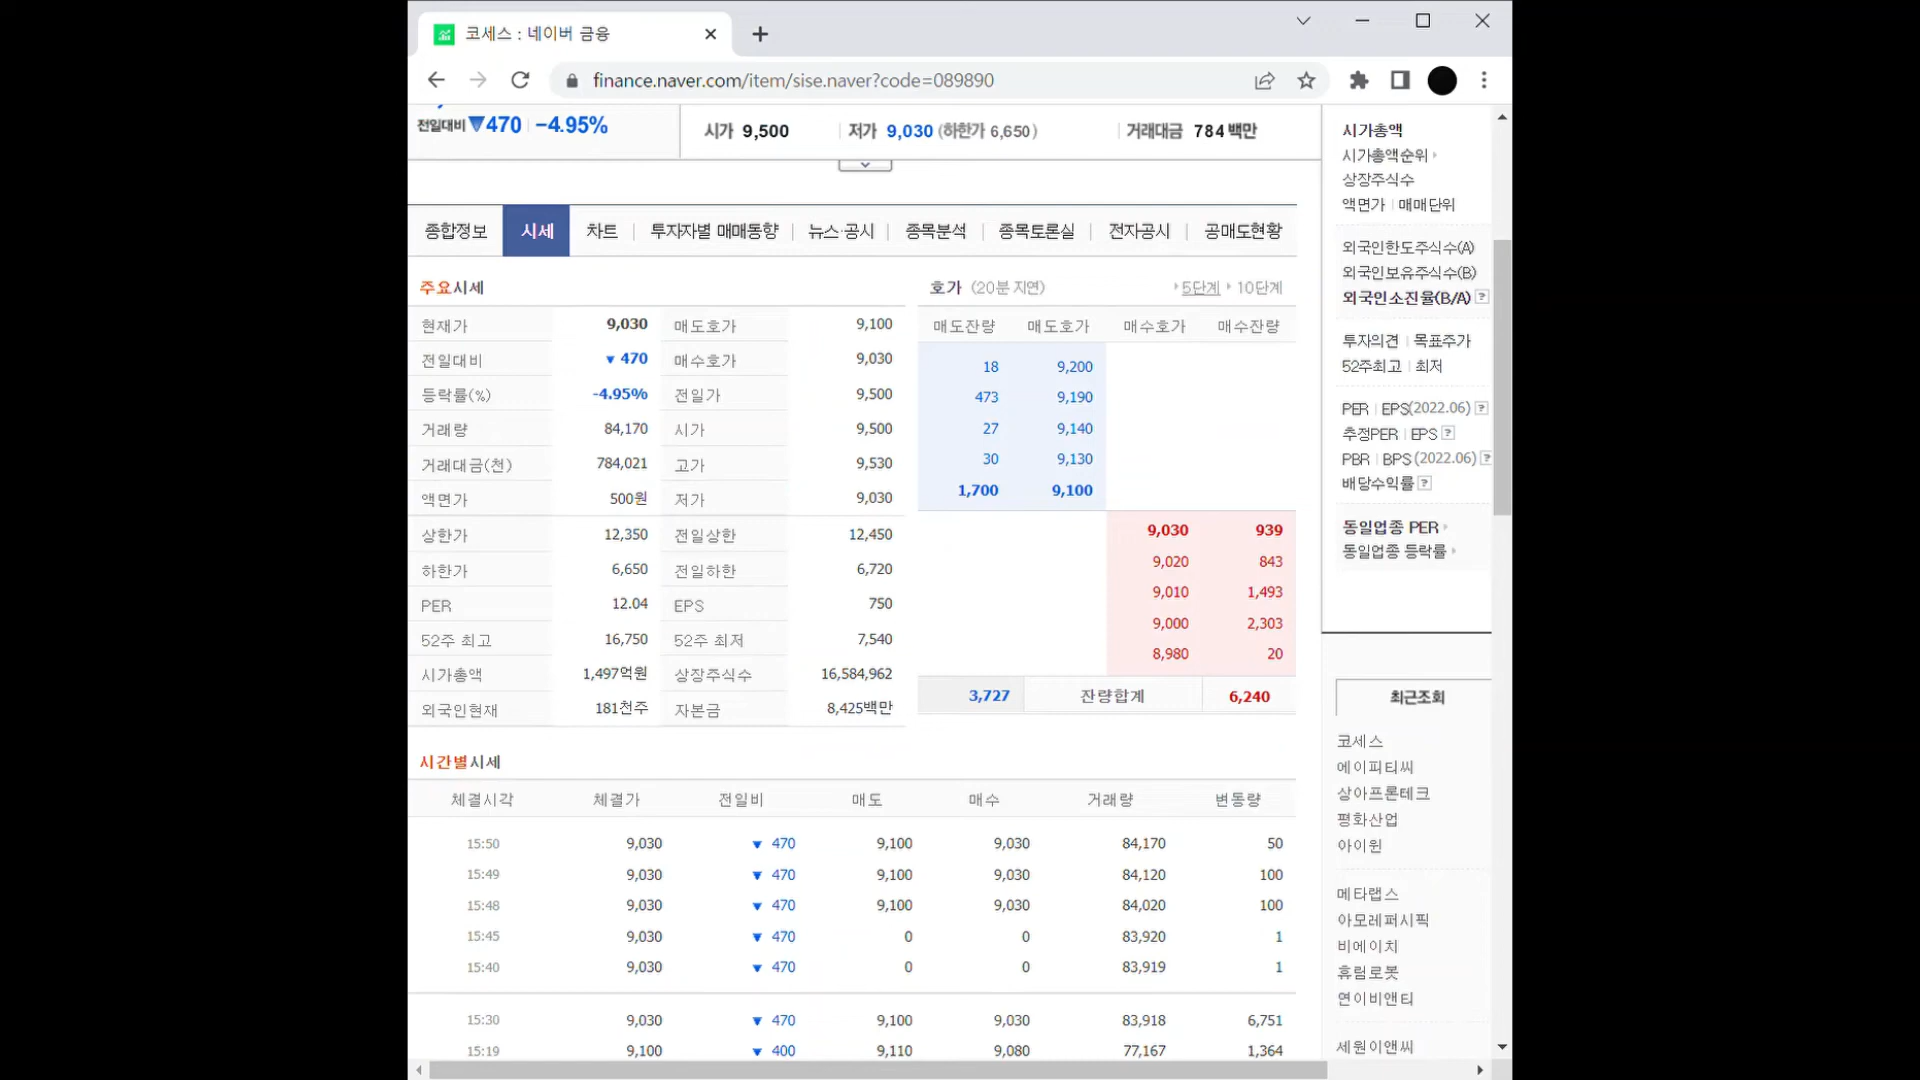 코세스 : 네이버 금융
finance.naver.com/item/sise.naver?code=089890
전일대비 ▼470 -4.95%
시가 9,500 저가 9,030 (하한가 6,650) 거래대금 784 백만
종합정보 시세 차트 투자자별 매매동향 뉴스·공시 종목분석 종목토론실 전자공시 공매도현황
주요시세
현재가 9,030 매도호가 9,100
전일대비 ▼ 470 매수호가 9,030
등락률(%) -4.95% 전일가 9,500
거래량 84,170 시가 9,500
거래대금(천) 784,021 고가 9,530
액면가 500원 저가 9,030
상한가 12,350 전일상한 12,450
하한가 6,650 전일하한 6,720
PER 12.04 EPS 750
52주 최고 16,750 52주 최저 7,540
시가총액 1,497억원 상장주식수 16,584,962
외국인현재 181천주 자본금 8,425백만
호가 (20분 지연) 5단계 10단계
매도잔량 매도호가 매수호가 매수잔량
18 9,200
473 9,190
27 9,140
30 9,130
1,700 9,100
9,030 939
9,020 843
9,010 1,493
9,000 2,303
8,980 20
3,727 잔량합계 6,240
시간별시세
체결시각 체결가 전일비 매도 매수 거래량 변동량
15:50 9,030 ▼ 470 9,100 9,030 84,170 50
15:49 9,030 ▼ 470 9,100 9,030 84,120 100
15:48 9,030 ▼ 470 9,100 9,030 84,020 100
15:45 9,030 ▼ 470 0 0 83,920 1
15:40 9,030 ▼ 470 0 0 83,919 1
15:30 9,030 ▼ 470 9,100 9,030 83,918 6,751
15:19 9,100 ▼ 400 9,110 9,080 77,167 1,364
시가총액
시가총액순위
상장주식수
액면가 | 매매단위
외국인한도주식수(A)
외국인보유주식수(B)
외국인소진율(B/A) ?
투자의견 | 목표주가
52주최고 | 최저
PER | EPS(2022.06) ?
추정PER | EPS ?
PBR | BPS (2022.06) ?
배당수익률 ?
동일업종 PER
동일업종 등락률
최근조회
코세스
에이피티씨
상아프론테크
평화산업
아이윈
메타랩스
아모레퍼시픽
비에이치
휴림로봇
연이비앤티
세원이앤씨